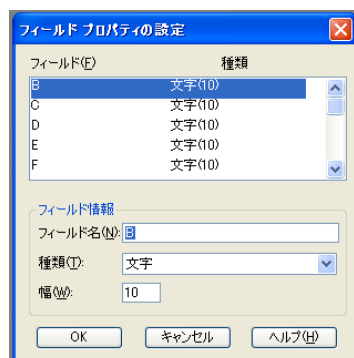 フィールド プロパティの設定
フィールド(F) 種類
B 文字(10)
C 文字(10)
D 文字(10)
E 文字(10)
F 文字(10)
フィールド情報
フィールド名(N): B
種類(T): 文字
幅(W): 10
OK キャンセル ヘルプ(H)